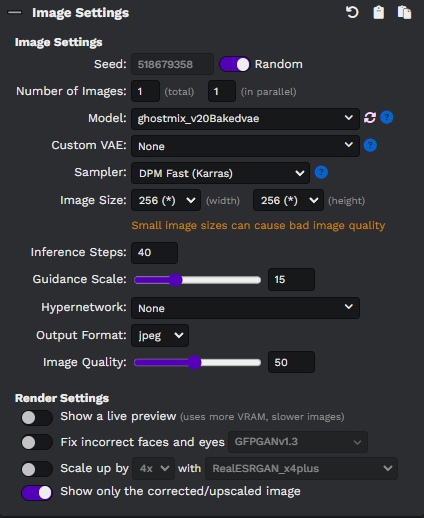 Image Settings
Image Settings
Seed: 518679358 Random
Number of Images: 1 (total) 1 (in parallel)
Model: ghostmix_v20Bakedvae ?
Custom VAE: None ?
Sampler: DPM Fast (Karras) ?
Image Size: 256 (*) (width) 256 (*) (height)
Small image sizes can cause bad image quality
Inference Steps: 40
Guidance Scale: 15
Hypernetwork: None
Output Format: jpeg
Image Quality: 50
Render Settings
Show a live preview (uses more VRAM, slower images)
Fix incorrect faces and eyes GFPGANv1.3
Scale up by 4x with RealESRGAN_x4plus
Show only the corrected/upscaled image